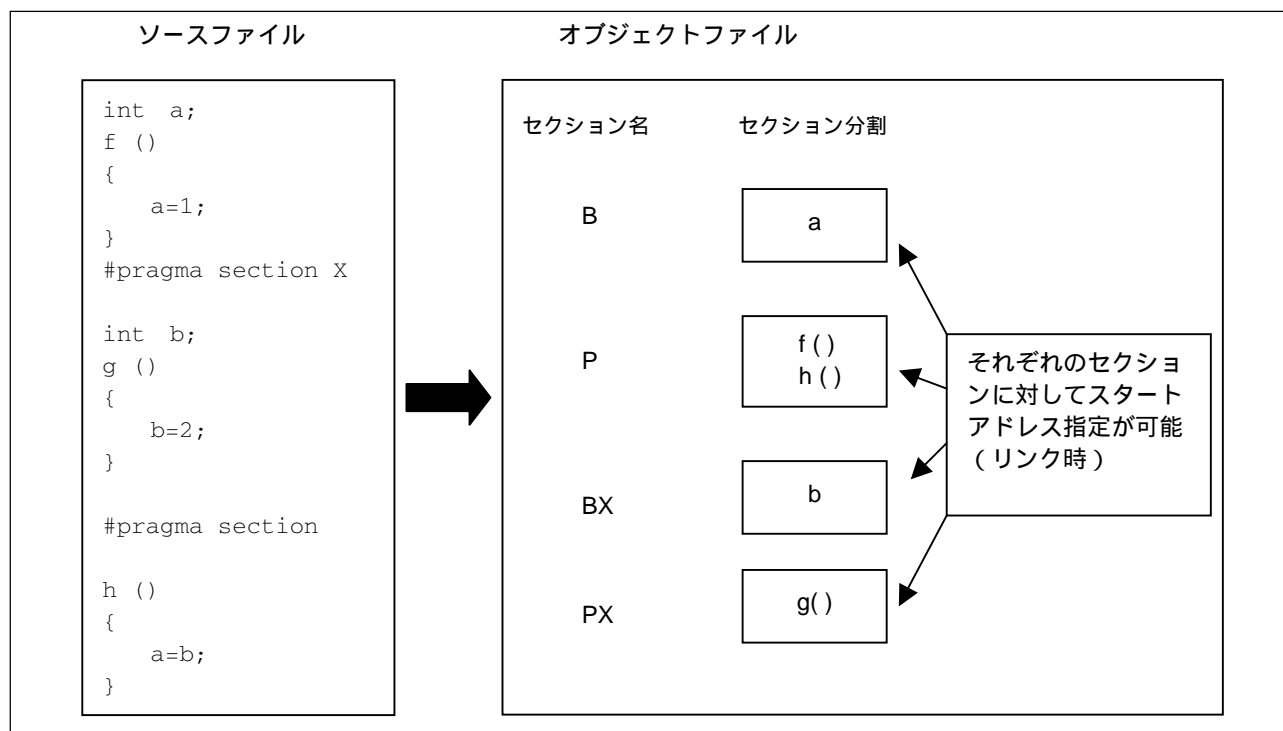 ソースファイル
オブジェクトファイル
int a;
f ()
{
a=1;
}
#pragma section X
int b;
g ()
{
b=2;
}
#pragma section
h ()
{
a=b;
}
セクション名
セクション分割
B
a
P
f ( )
h ( )
BX
b
PX
g( )
それぞれのセクショ
ンに対してスタート
アドレス指定が可能
(リンク時)